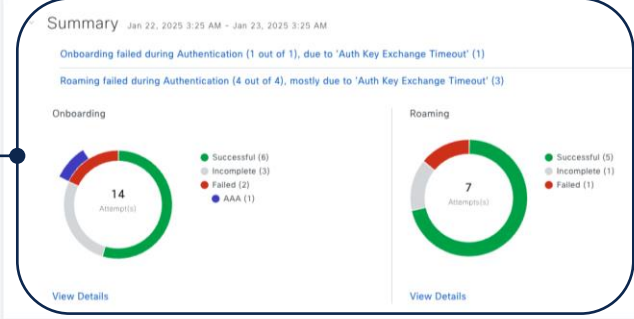 Summary Jan 22, 2025 3:25 AM - Jan 23, 2025 3:25 AM
Onboarding failed during Authentication (1 out of 1), due to 'Auth Key Exchange Timeout' (1)
Roaming failed during Authentication (4 out of 4), mostly due to 'Auth Key Exchange Timeout' (3)
Onboarding
14
Attempt(s)
Successful (6)
Incomplete (3)
Failed (2)
AAA (1)
View Details
Roaming
7
Attempts(s)
Successful (5)
Incomplete (1)
Failed (1)
View Details